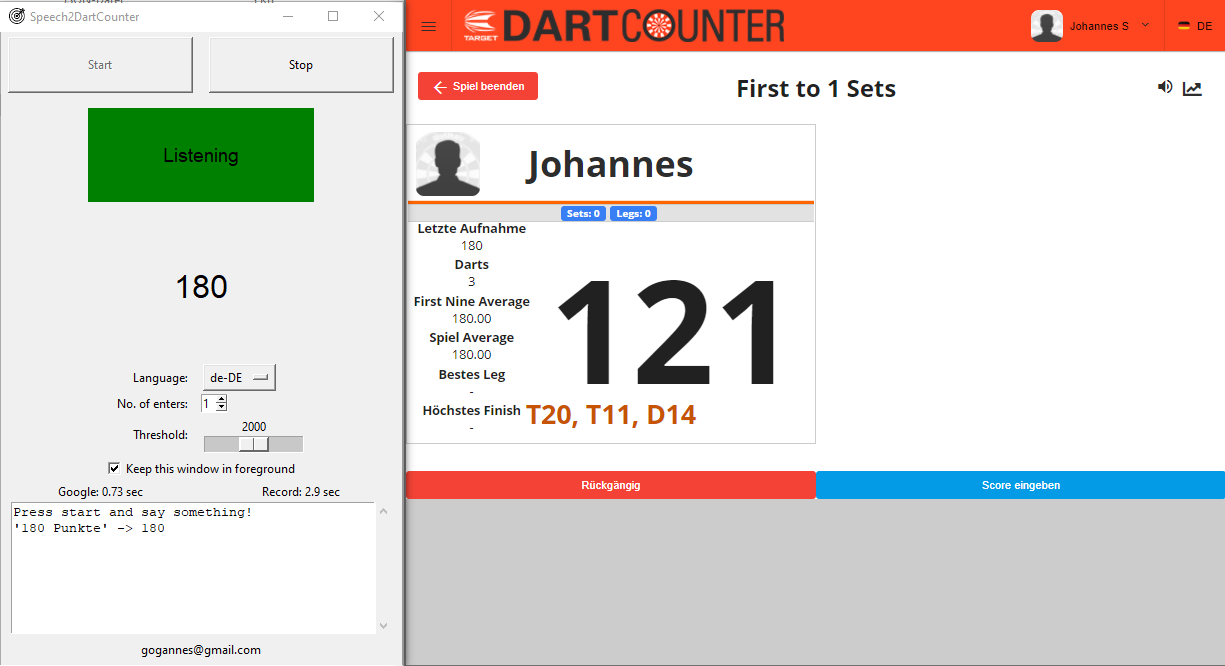 Speech2DartCounter
Start
Stop
Listening
180
Language: de-DE
No. of enters: 1
2000
Threshold:
Keep this window in foreground
Google: 0.73 sec
Record: 2.9 sec
Press start and say something!
'180 Punkte' -> 180
gogannes@gmail.com
TARGET
DARTCOUNTER
Johannes S
DE
Spiel beenden
First to 1 Sets
Johannes
Sets: 0
Legs: 0
Letzte Aufnahme
180
Darts
3
First Nine Average
180.00
Spiel Average
180.00
Bestes Leg
-
Höchstes Finish
-
121
T20, T11, D14
Rückgängig
Score eingeben